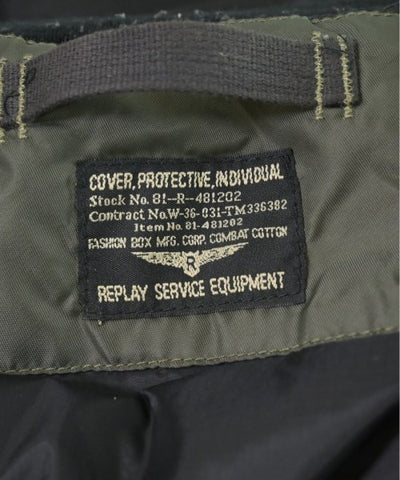 COVER, PROTECTIVE, INDIVIDUAL
Stock No. 81-R--481202
Contract No.W-36-031-TM336382
Item No. 81-481202
FASHION BOX MFG. CORP. COMBAT COTTON
R
REPLAY SERVICE EQUIPMENT